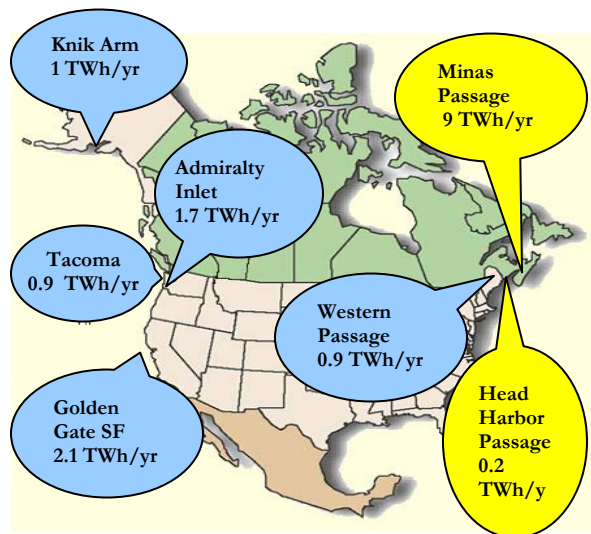 Knik Arm
1 TWh/yr
Minas
Passage
9 TWh/yr
Admiralty
Inlet
1.7 TWh/yr
Tacoma
0.9 TWh/yr
Western
Passage
0.9 TWh/yr
Golden
Gate SF
2.1 TWh/yr
Head
Harbor
Passage
0.2
TWh/y